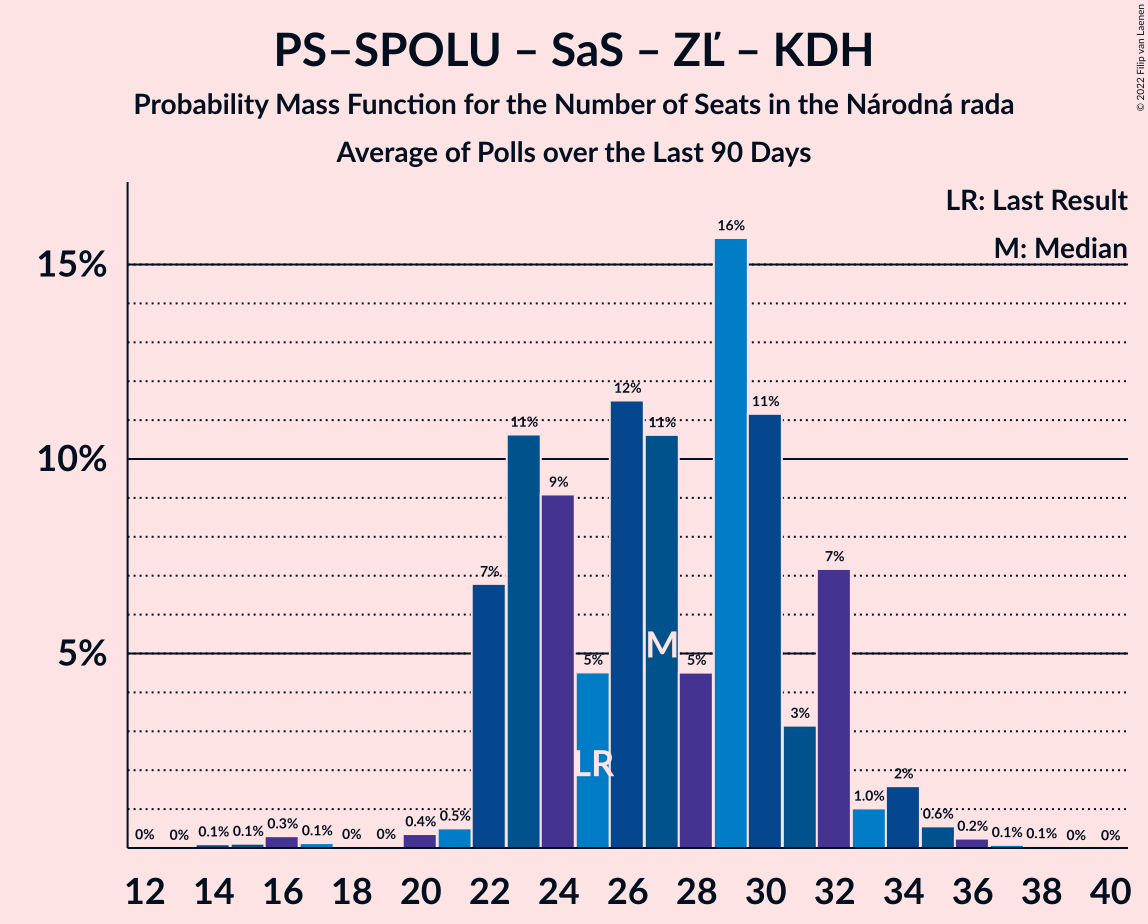 PS–SPOLU – SaS – ZĽ – KDH
Probability Mass Function for the Number of Seats in the Národná rada
Average of Polls over the Last 90 Days
© 2022 Filip van Laenen
LR: Last Result
M: Median
15%
10%
5%
0% 0% 0.1% 0.1% 0.3% 0.1% 0% 0% 0.4% 0.5% 7% 11% 9% 5% 12% 11% 5% 16% 11% 3% 7% 1.0% 2% 0.6% 0.2% 0.1% 0.1% 0% 0%
M
LR
12 14 16 18 20 22 24 26 28 30 32 34 36 38 40